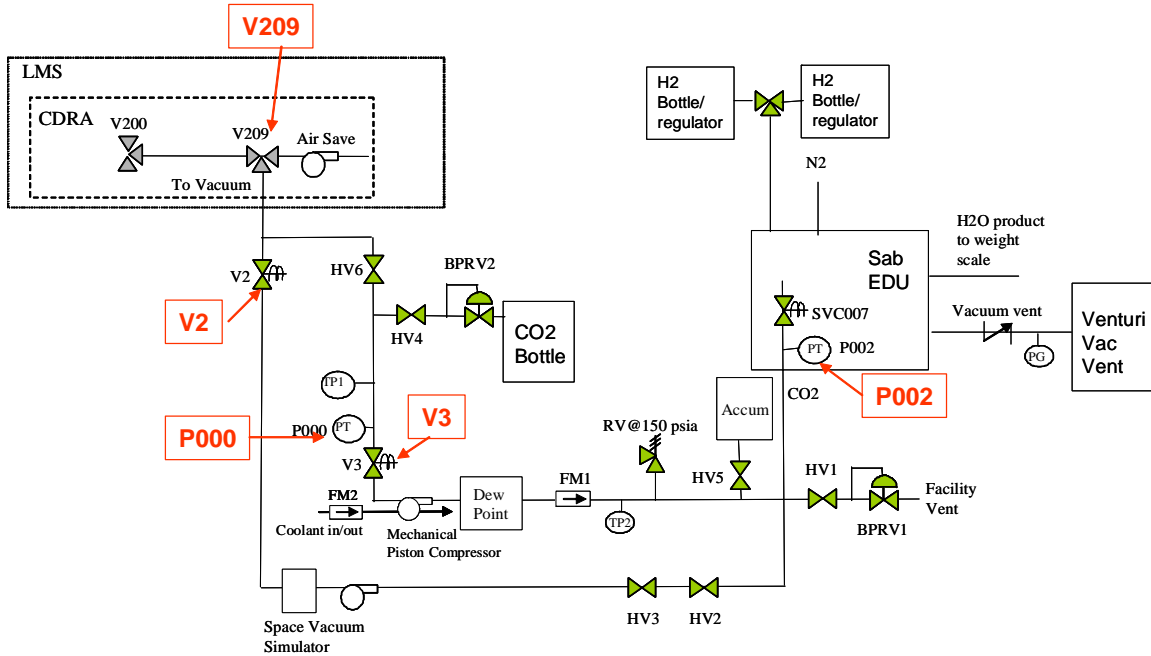 V209
LMS
CDRA
V200
V209
Air Save
To Vacuum
H2
Bottle/
regulator
H2
Bottle/
regulator
N2
H2O product
to weight
scale
Sab
EDU
V2
V2
HV6
BPRV2
HV4
CO2
Bottle
SVC007
PT
P002
P002
CO2
Vacuum vent
PG
Venturi
Vac
Vent
TP1
P000
P000
PT
V3
V3
Accum
RV@150 psia
HV5
HV1
Facility
Vent
BPRV1
FM2
Coolant in/out
Mechanical
Piston Compressor
Dew
Point
FM1
TP2
Space Vacuum
Simulator
HV3
HV2